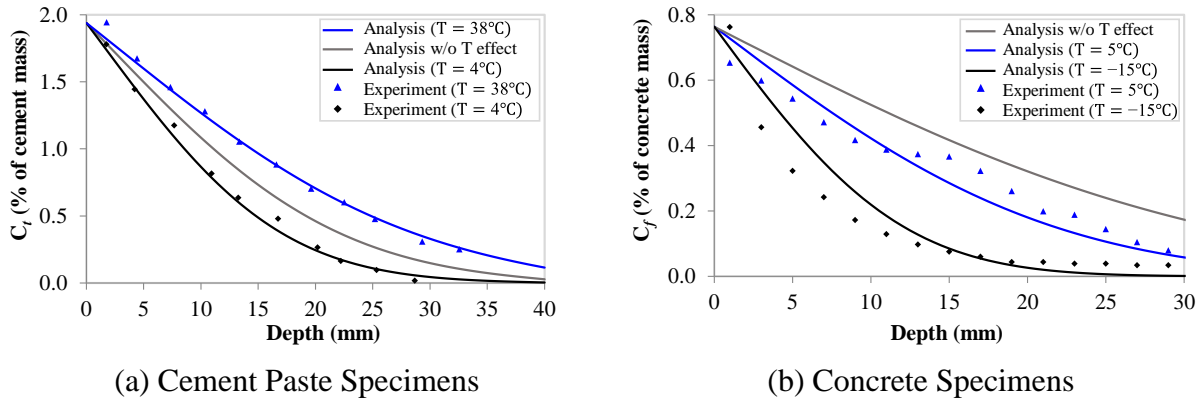 2.0
1.5
1.0
0.5
0.0
C_t (% of cement mass)
Analysis (T = 38℃)
Analysis w/o T effect
Analysis (T = 4℃)
Experiment (T = 38℃)
Experiment (T = 4℃)
0 5 10 15 20 25 30 35 40
Depth (mm)
(a) Cement Paste Specimens
0.8
0.6
0.4
0.2
0.0
C_f (% of concrete mass)
Analysis w/o T effect
Analysis (T = 5℃)
Analysis (T = −15℃)
Experiment (T = 5℃)
Experiment (T = −15℃)
0 5 10 15 20 25 30
Depth (mm)
(b) Concrete Specimens